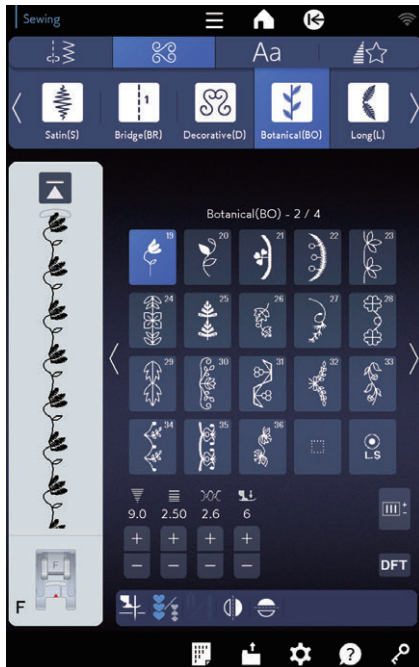 Sewing
Aa
1
Satin(S) Bridge(BR) Decorative(D) Botanical(BO) Long(L)
Botanical(BO) - 2 / 4
19 20 21 22 23
24 25 26 27 28
29 30 31 32 33
34 35 36
L.S
9.0 2.50 2.6 6
+ + + +
− − − −
DFT
F
F
?